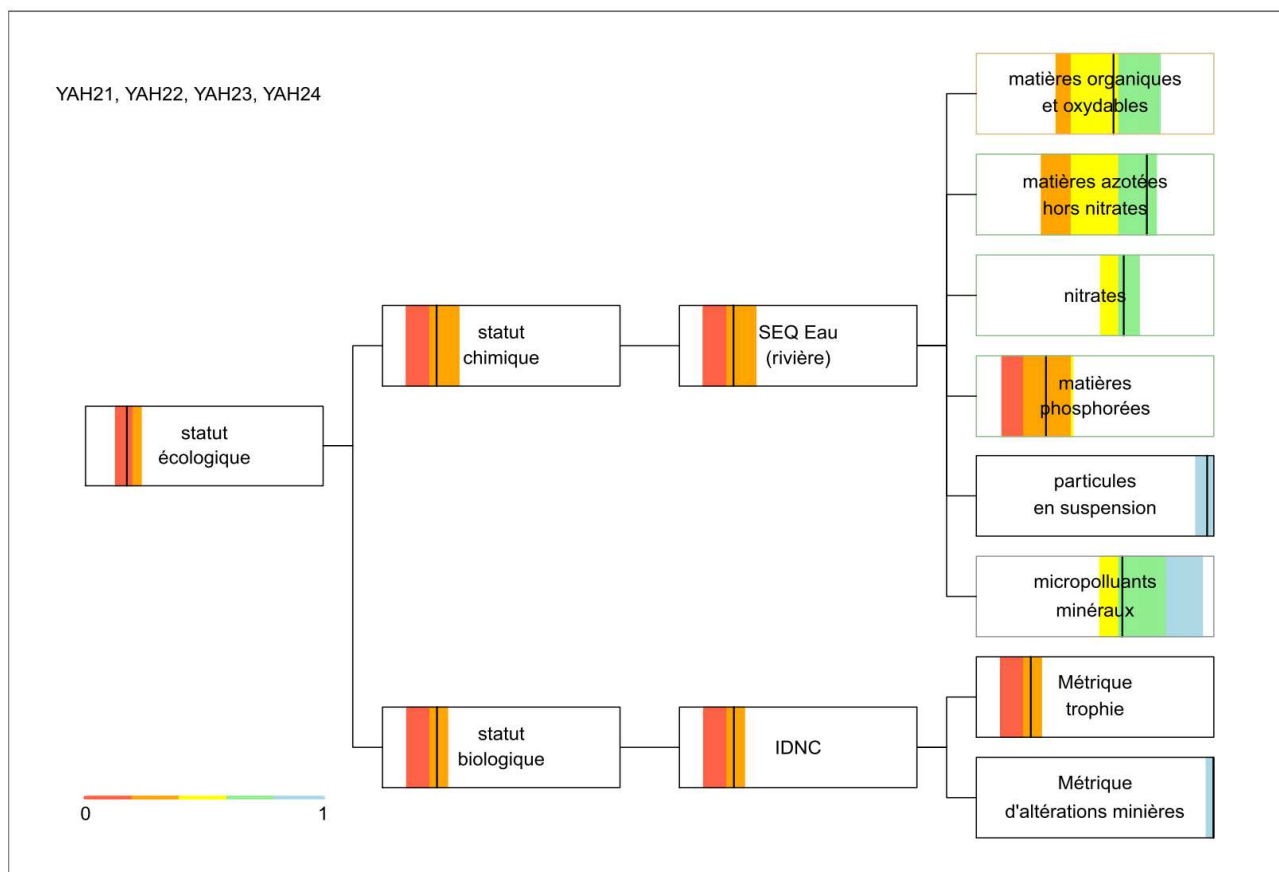 YAH21, YAH22, YAH23, YAH24
matières organiques
et oxydables
matières azotées
hors nitrates
nitrates
statut
chimique
SEQ Eau
(rivière)
matières
phosphorées
statut
écologique
particules
en suspension
micropolluants
minéraux
Métrique
trophie
statut
biologique
IDNC
Métrique
d'altérations minières
0
1